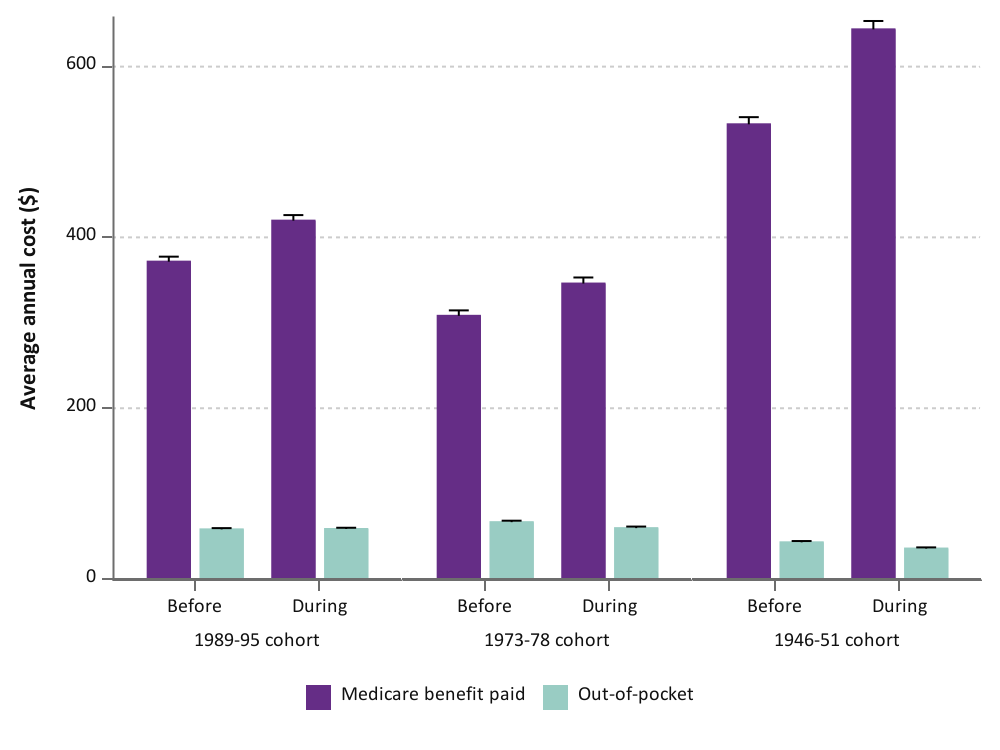 Average annual cost ($)
600
400
200
0
Before During Before During Before During
1989-95 cohort 1973-78 cohort 1946-51 cohort
Medicare benefit paid Out-of-pocket